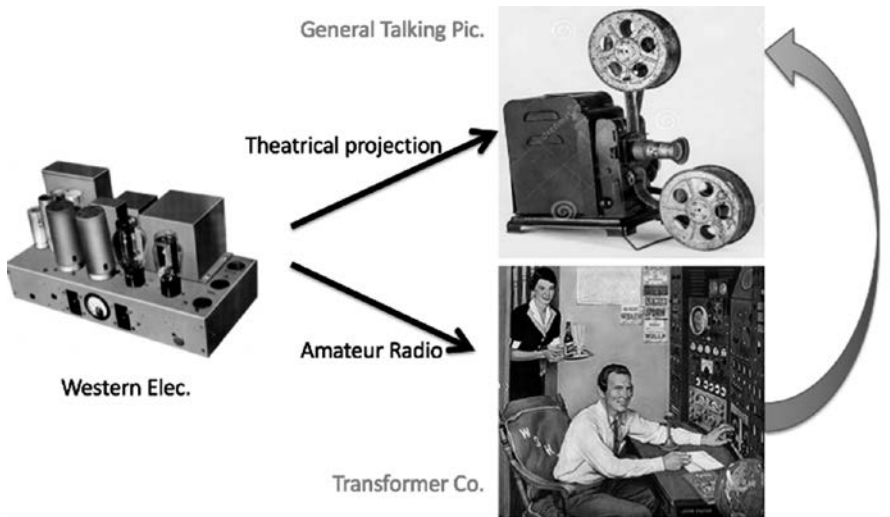 General Talking Pic.
Theatrical projection
Amateur Radio
Western Elec.
Transformer Co.